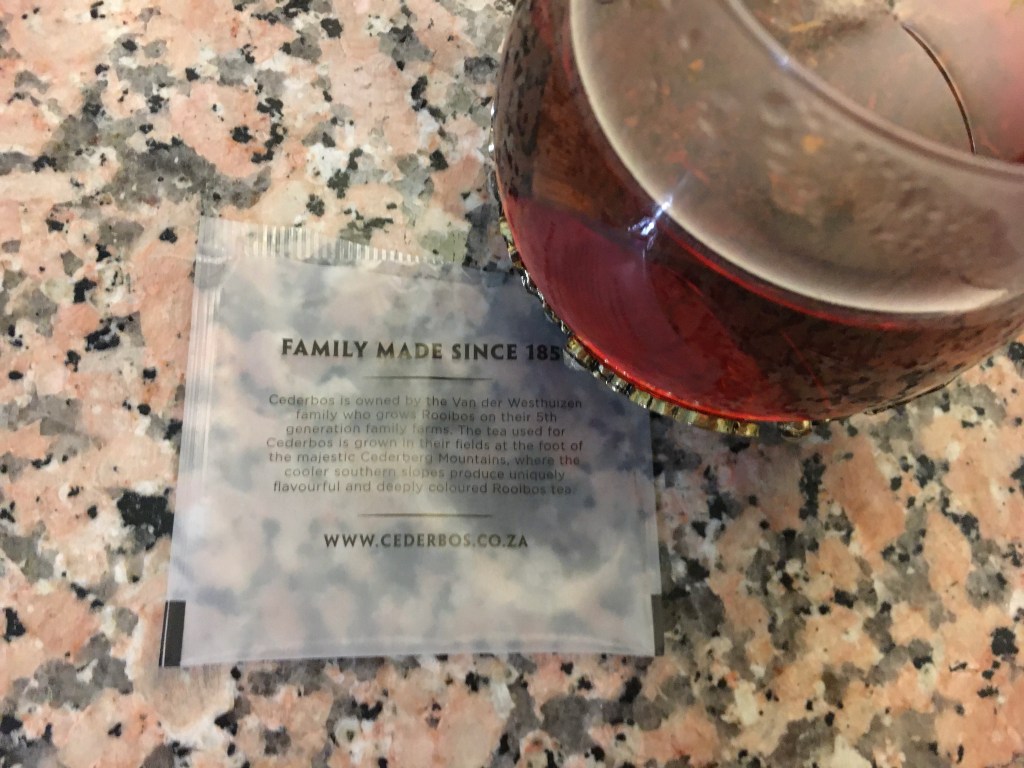 FAMILY MADE SINCE 185
Cederbos is owned by the Van der Westhuizen
family who grows Rooibos on their 5th
generation family farms. The tea used for
Cederbos is grown in their fields at the foot of
the majestic Cederberg Mountains, where the
cooler southern slopes produce uniquely
flavourful and deeply coloured Rooibos tea.
WWW.CEDERBOS.CO.ZA